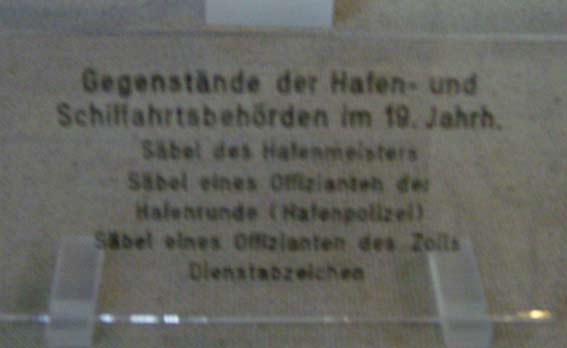 Gegenstände der Hafen- und
Schiffahrtsbehörden im 19. Jahrh.
Säbel des Hafenmeisters
Säbel eines Offizianten der
Hafenrunde (Hafenpolizei)
Säbel eines Offizianten des Zolls
Dienstabzeichen